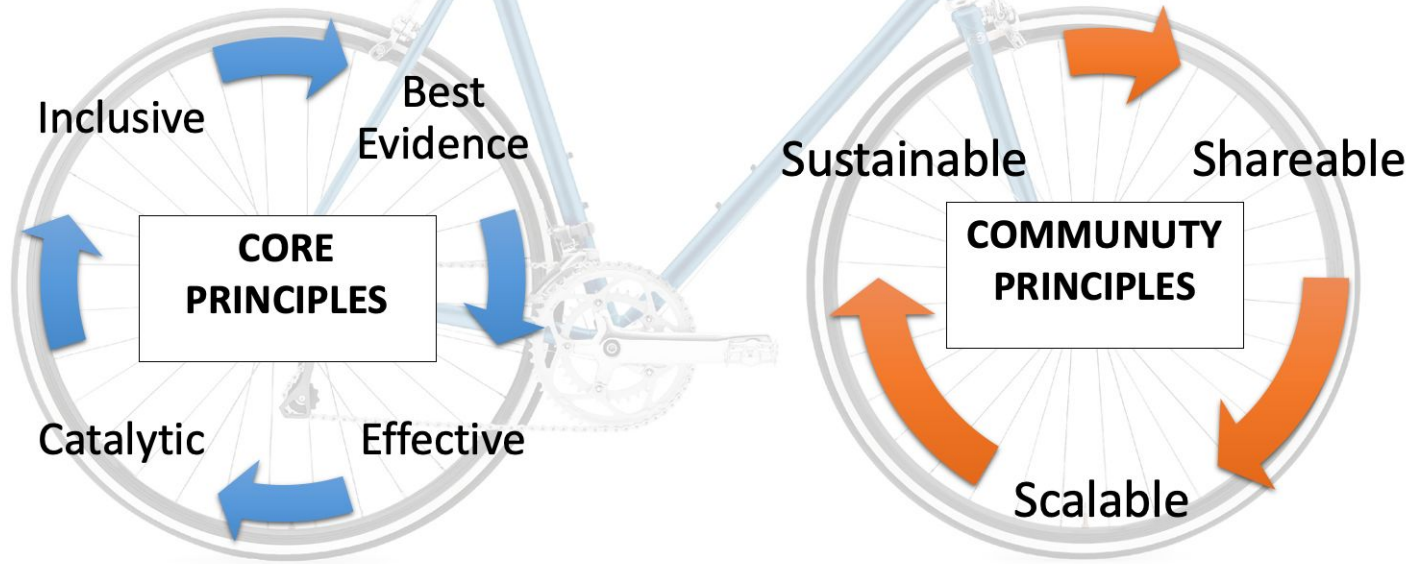 Inclusive
Best
Evidence
CORE
PRINCIPLES
Catalytic
Effective
Sustainable
Shareable
COMMUNUTY
PRINCIPLES
Scalable